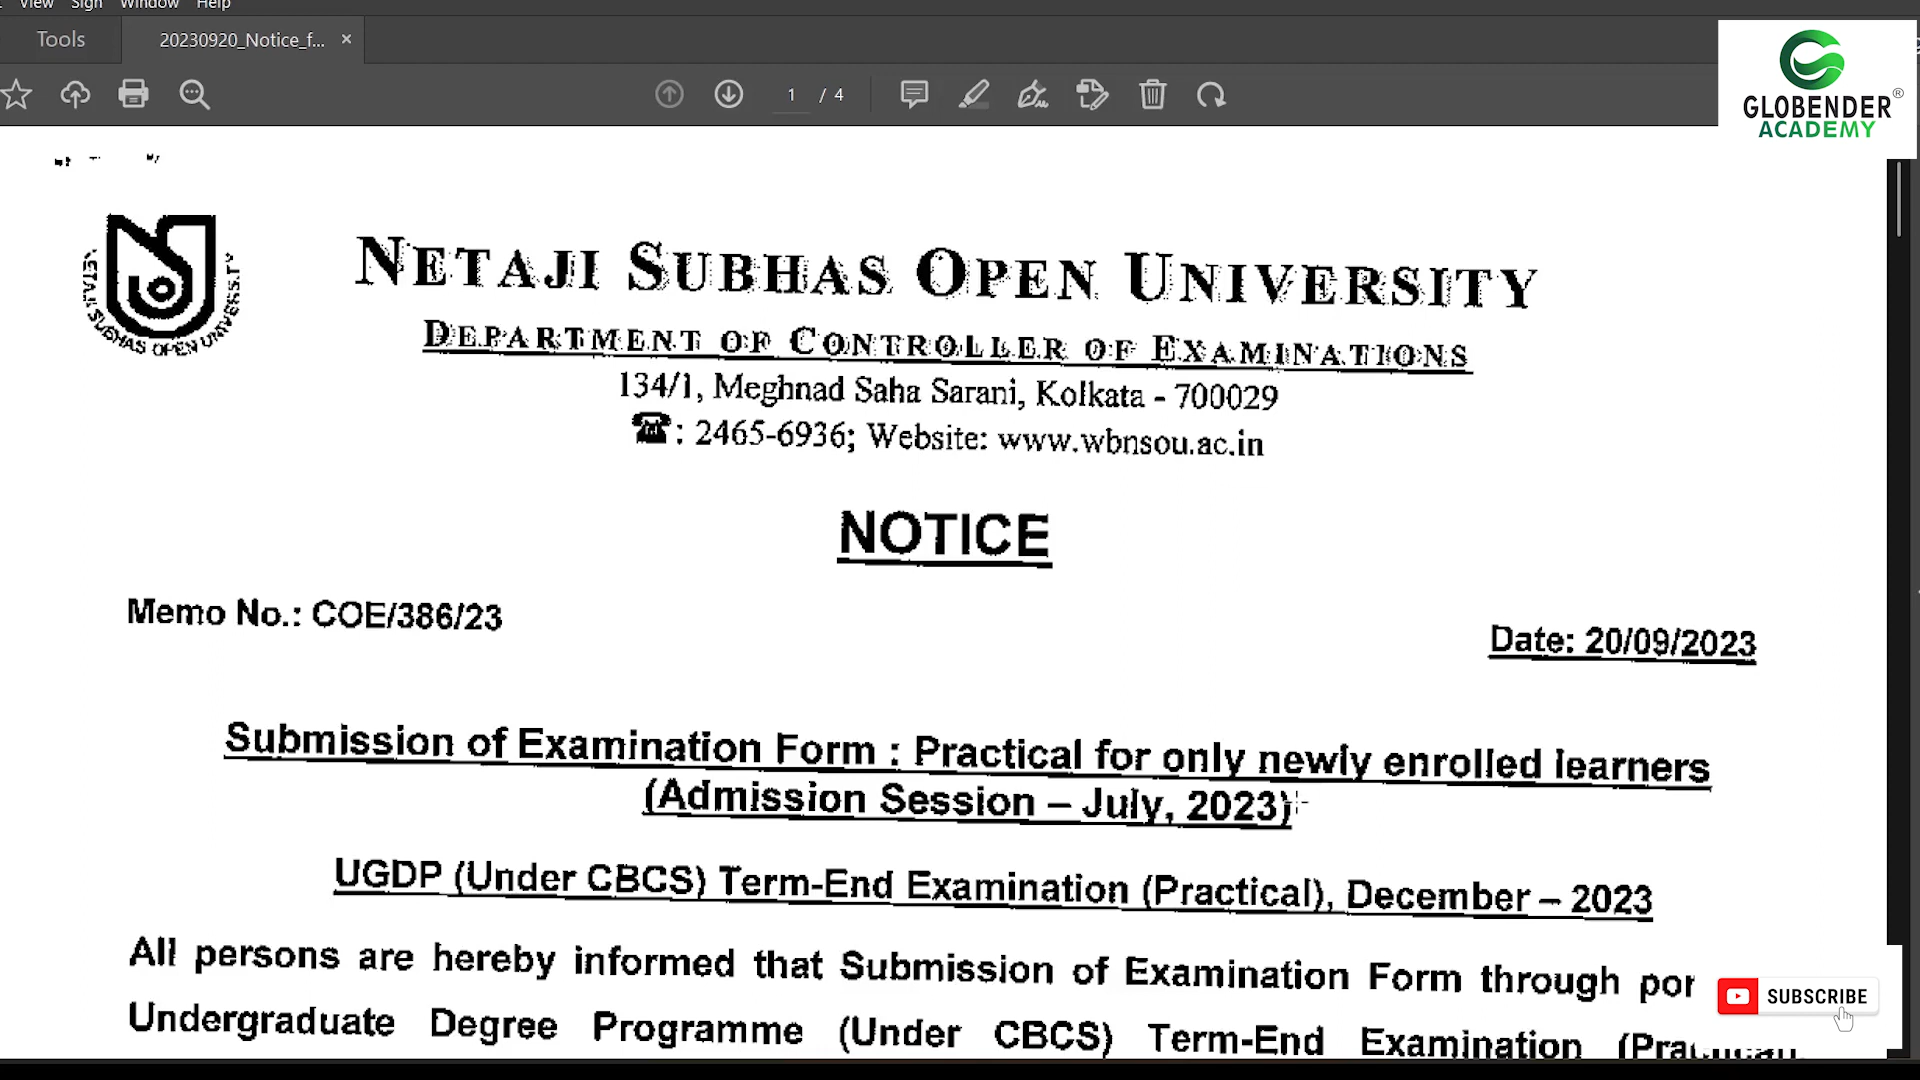 View Sign Window Help
Tools 20230920_Notice_f... ×
1 / 4
GLOBENDER®
ACADEMY
NETAJI SUBHAS OPEN UNIVERSITY
NETAJI SUBHAS OPEN UNIVERSITY
DEPARTMENT OF CONTROLLER OF EXAMINATIONS
134/1, Meghnad Saha Sarani, Kolkata - 700029
☎: 2465-6936; Website: www.wbnsou.ac.in
NOTICE
Memo No.: COE/386/23
Date: 20/09/2023
Submission of Examination Form : Practical for only newly enrolled learners
(Admission Session – July, 2023)
UGDP (Under CBCS) Term-End Examination (Practical), December – 2023
All persons are hereby informed that Submission of Examination Form through por
Undergraduate Degree Programme (Under CBCS) Term-End Examination
SUBSCRIBE